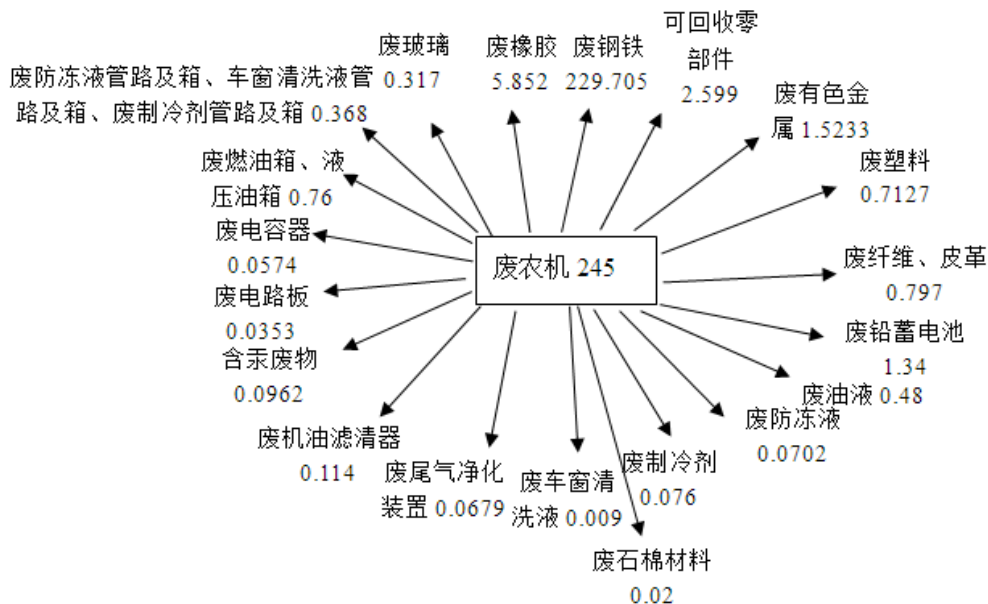 废防冻液管路及箱、车窗清洗液管
路及箱、废制冷剂管路及箱 0.368
废玻璃
0.317
废橡胶
5.852
废钢铁
229.705
可回收零
部件
2.599
废有色金
属 1.5233
废塑料
0.7127
废纤维、皮革
0.797
废铅蓄电池
1.34
废油液 0.48
废防冻液
0.0702
废制冷剂
0.076
废石棉材料
0.02
废车窗清
洗液 0.009
废尾气净化
装置 0.0679
废机油滤清器
0.114
含汞废物
0.0962
废电路板
0.0353
废电容器
0.0574
废燃油箱、液
压油箱 0.76
废农机 245